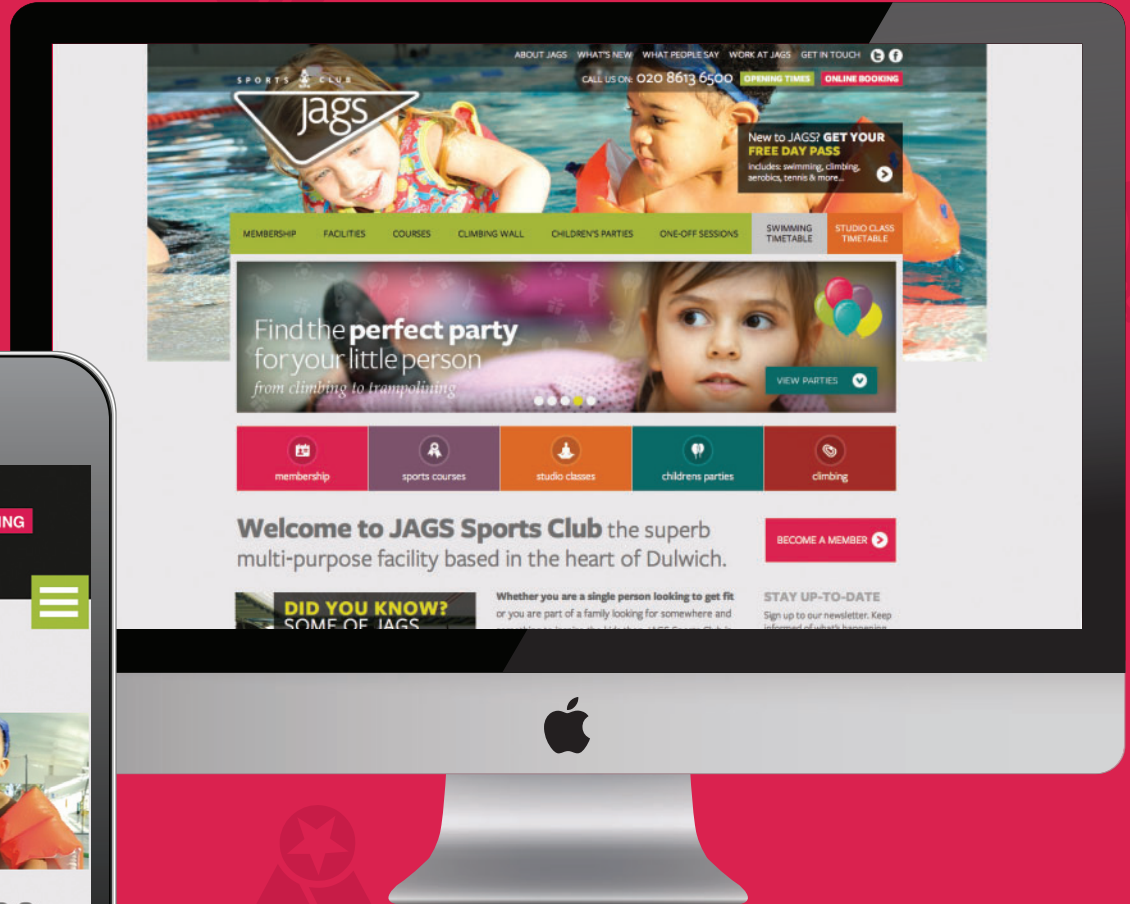 ABOUT JAGS WHAT'S NEW WHAT PEOPLE SAY WORK AT JAGS GET IN TOUCH
CALL US ON: 020 8613 6500 OPENING TIMES ONLINE BOOKING
SPORTS CLUB
jags
New to JAGS? GET YOUR
FREE DAY PASS
Includes: swimming, climbing,
aerobics, tennis & more...
MEMBERSHIP FACILITIES COURSES CLIMBING WALL CHILDREN'S PARTIES ONE-OFF SESSIONS
SWIMMING
TIMETABLE
STUDIO CLASS
TIMETABLE
Find the perfect party
for your little person
from climbing to trampolining
VIEW PARTIES
membership sports courses studio classes childrens parties climbing
Welcome to JAGS Sports Club the superb
multi-purpose facility based in the heart of Dulwich.
BECOME A MEMBER
DID YOU KNOW?
SOME OF JAGS
Whether you are a single person looking to get fit
or you are part of a family looking for somewhere and
STAY UP-TO-DATE
Sign up to our newsletter. Keep
informed of what's happening
ING